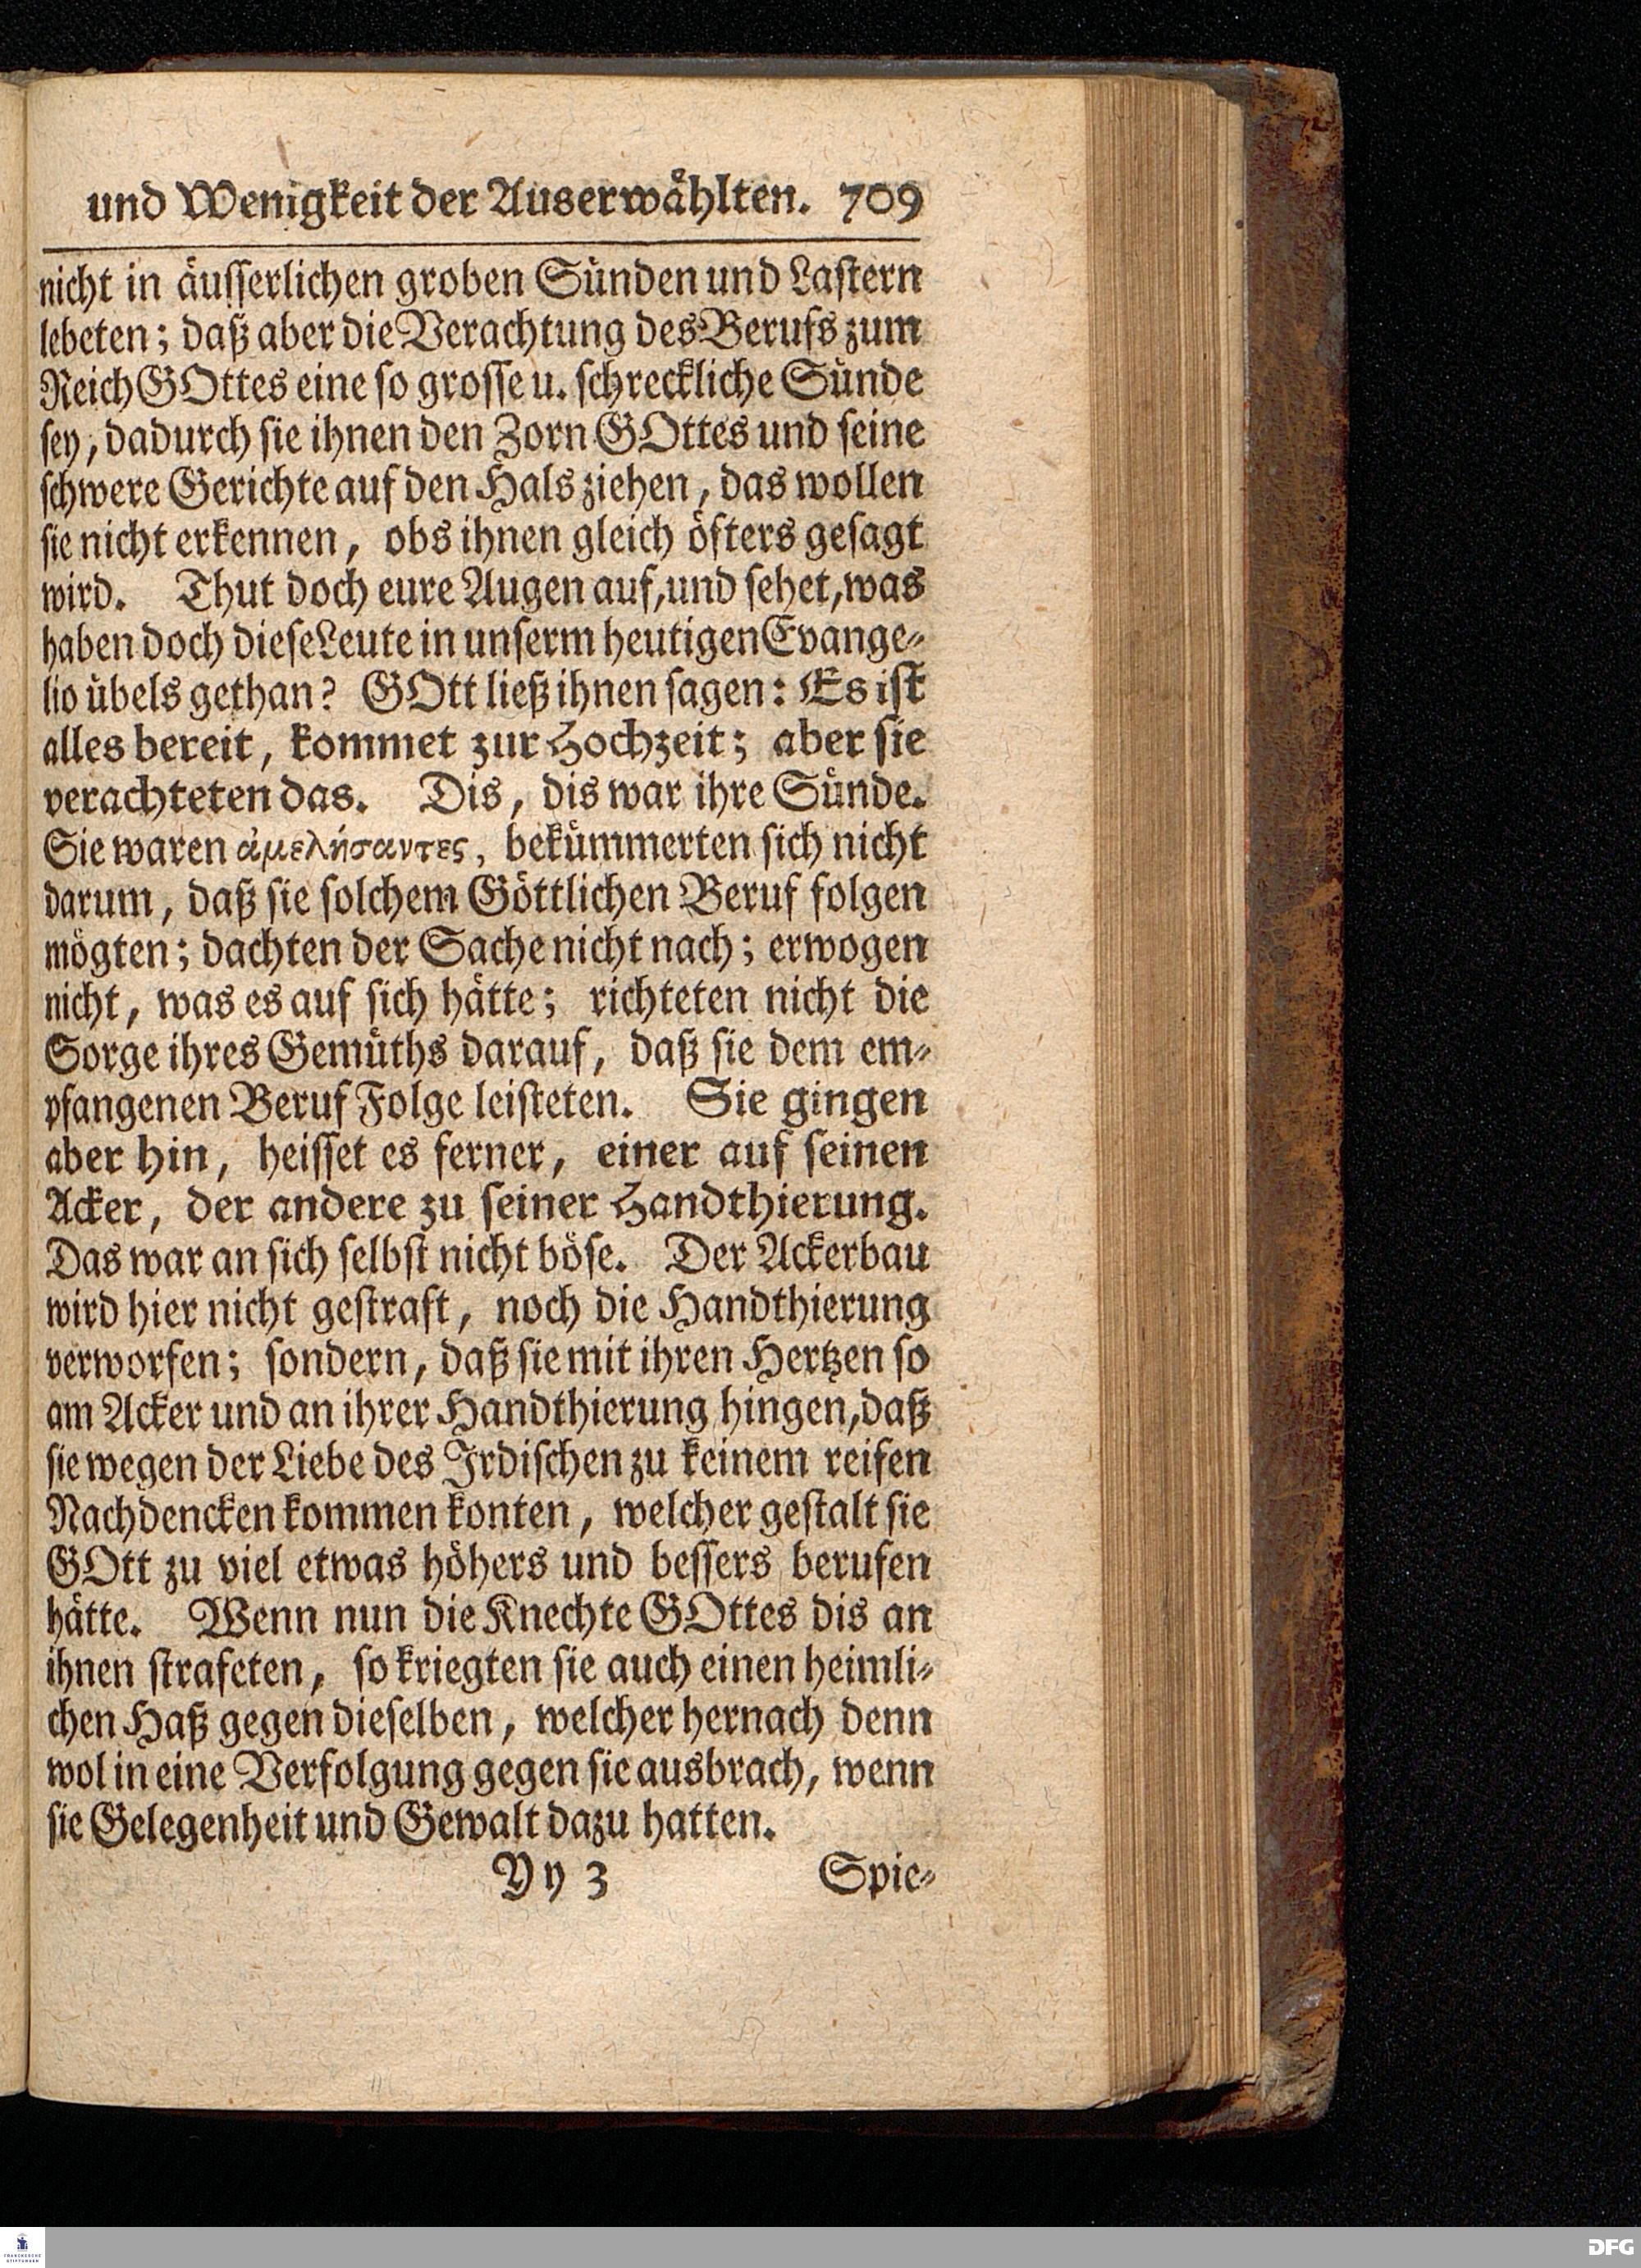 und Wenigkeit der Auserwählten. 709
nicht in äusserlichen groben Sünden und Lastern
lebeten; daß aber die Verachtung des Berufs zum
Reich GOttes eine so grosse u. schreckliche Sünde
sey, dadurch sie ihnen den Zorn GOttes und seine
schwere Gerichte auf den Hals ziehen, das wollen
sie nicht erkennen, obs ihnen gleich öfters gesagt
wird. Thut doch eure Augen auf, und sehet, was
haben doch diese Leute in unserm heutigen Evange-
lio übels gethan? GOtt ließ ihnen sagen: Es ist
alles bereit, kommet zur Hochzeit; aber sie
verachteten das. Dis, dis war ihre Sünde.
Sie waren ἀμελήσαντες, bekümmerten sich nicht
darum, daß sie solchem Göttlichen Beruf folgen
mögten; dachten der Sache nicht nach; erwogen
nicht, was es auf sich hätte; richteten nicht die
Sorge ihres Gemüths darauf, daß sie dem em-
pfangenen Beruf Folge leisteten. Sie gingen
aber hin, heisset es ferner, einer auf seinen
Acker, der andere zu seiner Handthierung.
Das war an sich selbst nicht böse. Der Ackerbau
wird hier nicht gestraft, noch die Handthierung
verworfen; sondern, daß sie mit ihren Hertzen so
am Acker und an ihrer Handthierung hingen, daß
sie wegen der Liebe des Irdischen zu keinem reifen
Nachdencken kommen konten, welcher gestalt sie
GOtt zu viel etwas höhers und bessers berufen
hätte. Wenn nun die Knechte GOttes dis an
ihnen strafeten, so kriegten sie auch einen heimli-
chen Haß gegen dieselben, welcher hernach denn
wol in eine Verfolgung gegen sie ausbrach, wenn
sie Gelegenheit und Gewalt dazu hatten.
Yy 3 Spie-
FRANCKESCHE
STIFTUNGEN
DFG